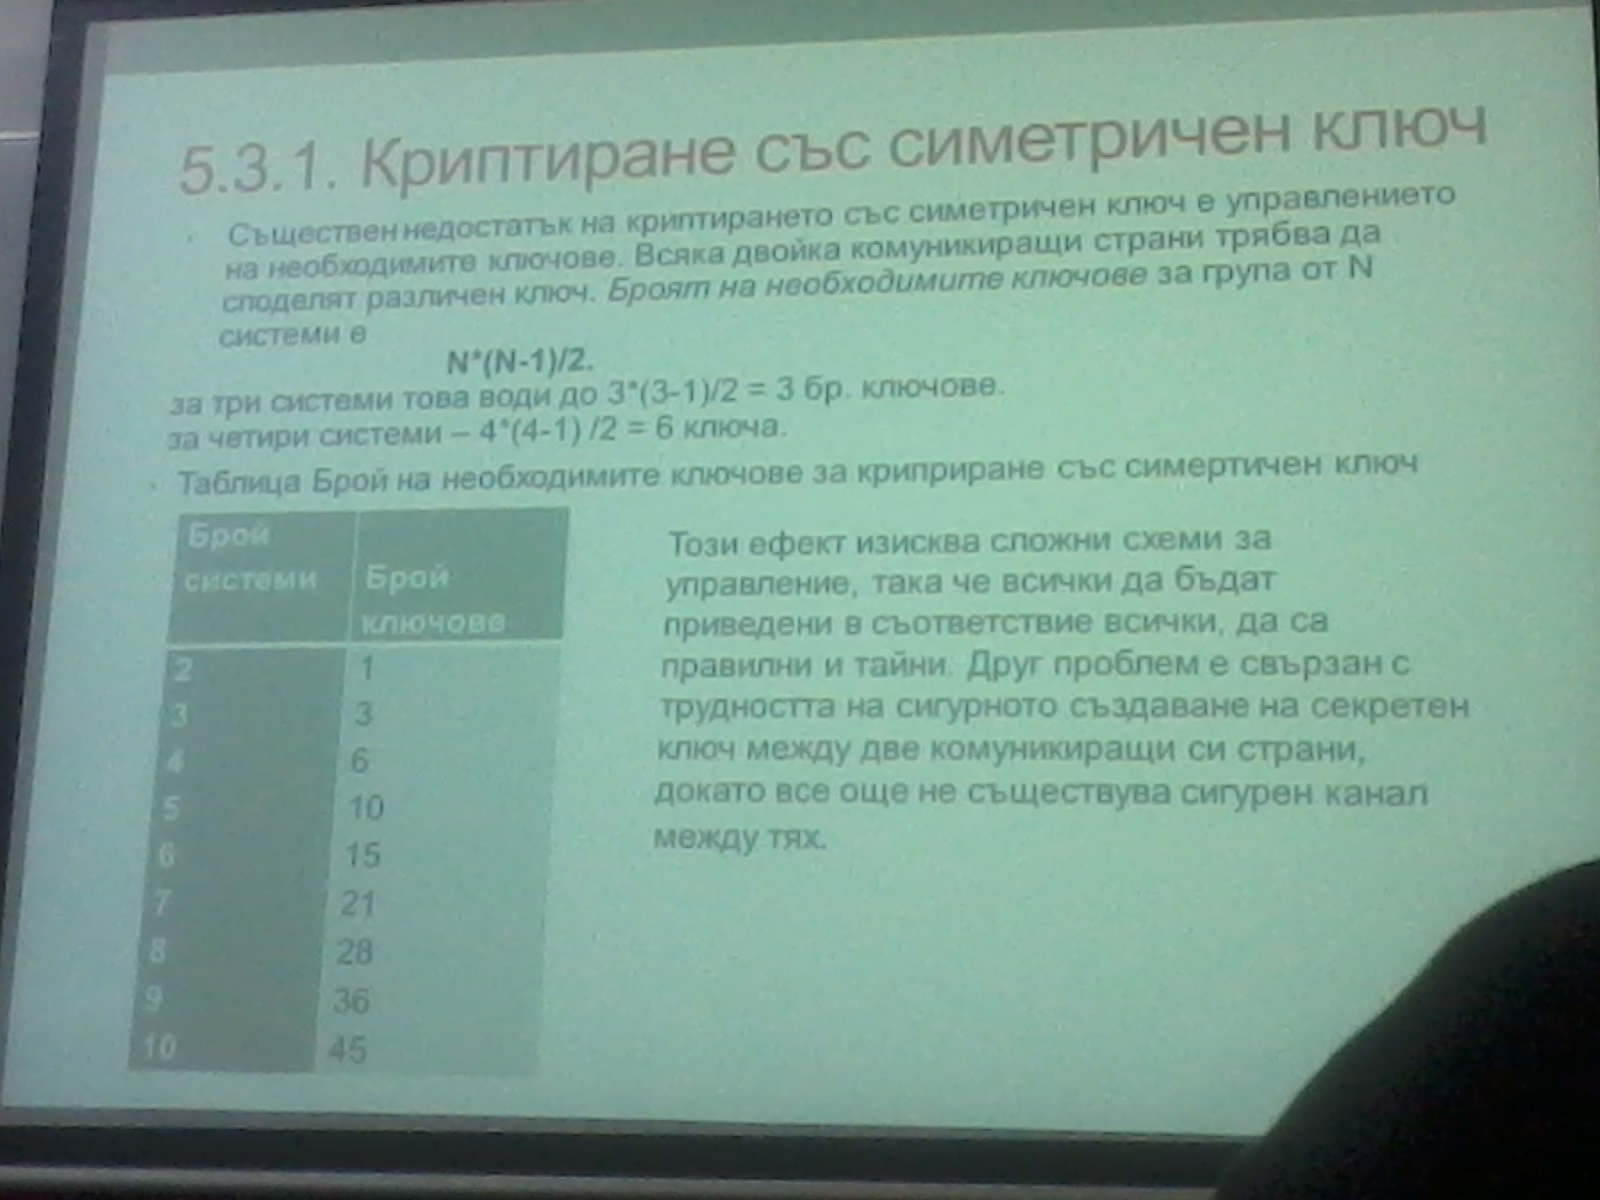 5.3.1. Криптиране със симетричен ключ
Съществен недостатък на криптирането със симетричен ключ е управлението
на необходимите ключове. Всяка двойка комуникиращи страни трябва да
споделят различен ключ. Броят на необходимите ключове за група от N
системи е
N*(N-1)/2.
за три системи това води до 3*(3-1)/2 = 3 бр. ключове.
за четири системи – 4*(4-1) /2 = 6 ключа.
Таблица Брой на необходимите ключове за криприране със симертичен ключ
Брой
системи
Брой
ключове
2 1
3 3
4 6
5 10
6 15
7 21
8 28
9 36
10 45
Този ефект изисква сложни схеми за
управление, така че всички да бъдат
приведени в съответствие всички, да са
правилни и тайни. Друг проблем е свързан с
трудността на сигурното създаване на секретен
ключ между две комуникиращи си страни,
докато все още не съществува сигурен канал
между тях.